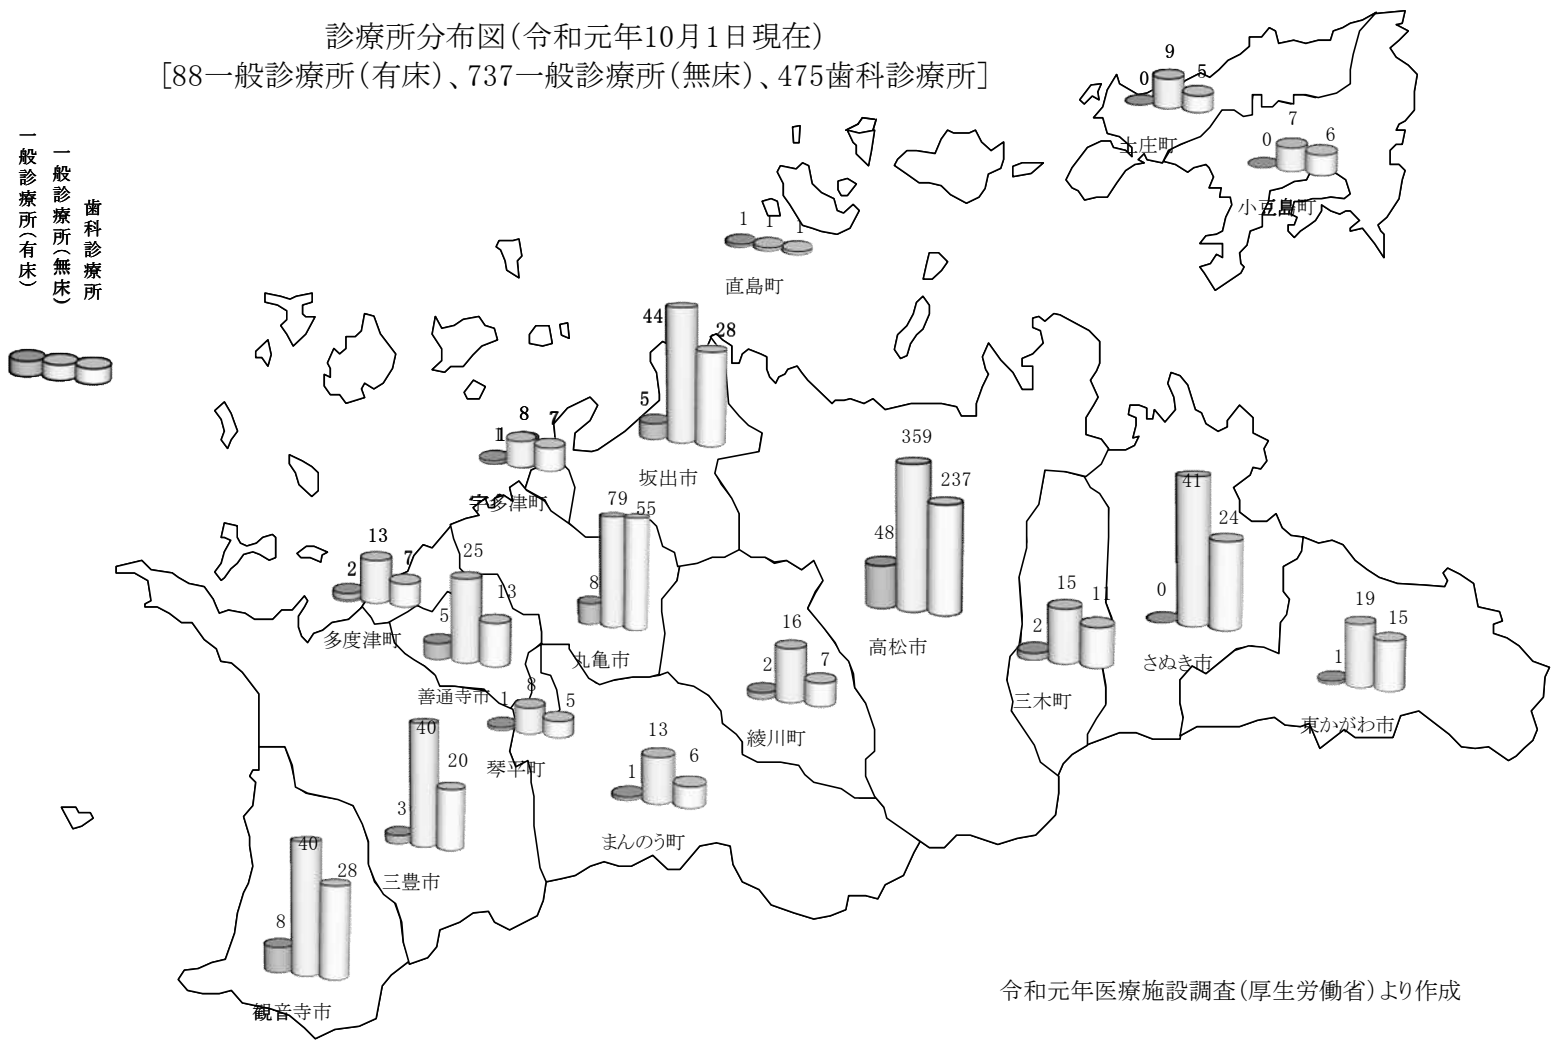 診療所分布図(令和元年10月1日現在)
[88一般診療所(有床)、737一般診療所(無床)、475歯科診療所]
一般診療所(有床)
一般診療所(無床)
歯科診療所
0
9
5
土庄町
0
7
6
小豆島町
1
1
1
直島町
5
44
28
坂出市
1
8
7
宇多津町
8
79
55
丸亀市
48
359
237
高松市
2
13
7
多度津町
5
25
13
善通寺市
2
15
11
三木町
0
41
24
さぬき市
1
19
15
東かがわ市
2
16
7
綾川町
1
8
5
琴平町
1
13
6
まんのう町
3
40
20
三豊市
8
40
28
観音寺市
令和元年医療施設調査(厚生労働省)より作成